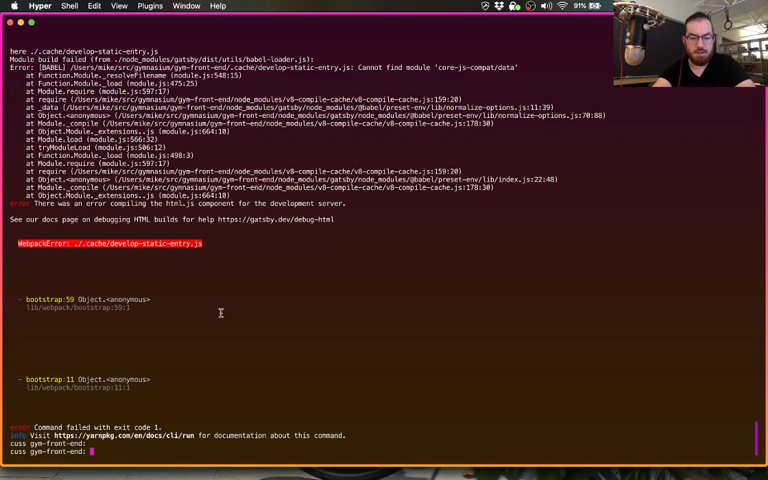 Hyper Shell Edit View Plugins Window Help 91%
here ./.cache/develop-static-entry.js
Module build failed (from ./node_modules/gatsby/dist/utils/babel-loader.js):
Error: [BABEL] /Users/mike/src/gymnasium/gym-front-end/.cache/develop-static-entry.js: Cannot find module 'core-js-compat/data'
at Function.Module._resolveFilename (module.js:548:15)
at Function.Module._load (module.js:475:25)
at Module.require (module.js:597:17)
at require (/Users/mike/src/gymnasium/gym-front-end/node_modules/v8-compile-cache/v8-compile-cache.js:159:20)
at _data (/Users/mike/src/gymnasium/gym-front-end/node_modules/gatsby/node_modules/@babel/preset-env/lib/normalize-options.js:11:39)
at Object.<anonymous> (/Users/mike/src/gymnasium/gym-front-end/node_modules/gatsby/node_modules/@babel/preset-env/lib/normalize-options.js:70:88)
at Module._compile (/Users/mike/src/gymnasium/gym-front-end/node_modules/v8-compile-cache/v8-compile-cache.js:178:30)
at Object.Module._extensions..js (module.js:664:10)
at Module.load (module.js:566:32)
at tryModuleLoad (module.js:506:12)
at Function.Module._load (module.js:498:3)
at Module.require (module.js:597:17)
at require (/Users/mike/src/gymnasium/gym-front-end/node_modules/v8-compile-cache/v8-compile-cache.js:159:20)
at Object.<anonymous> (/Users/mike/src/gymnasium/gym-front-end/node_modules/gatsby/node_modules/@babel/preset-env/lib/index.js:22:48)
at Module._compile (/Users/mike/src/gymnasium/gym-front-end/node_modules/v8-compile-cache/v8-compile-cache.js:178:30)
at Object.Module._extensions..js (module.js:664:10)
error There was an error compiling the html.js component for the development server.
See our docs page on debugging HTML builds for help https://gatsby.dev/debug-html
WebpackError: ./.cache/develop-static-entry.js
- bootstrap:59 Object.<anonymous>
lib/webpack/bootstrap:59:1
- bootstrap:11 Object.<anonymous>
lib/webpack/bootstrap:11:1
error Command failed with exit code 1.
info Visit https://yarnpkg.com/en/docs/cli/run for documentation about this command.
cuss gym-front-end:
cuss gym-front-end: